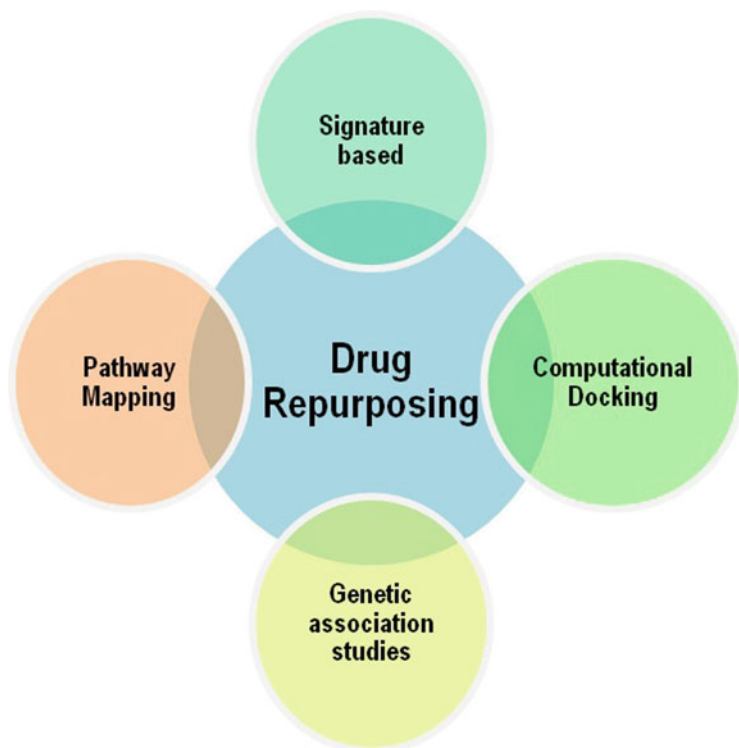 Signature
based
Pathway
Mapping
Drug
Repurposing
Computational
Docking
Genetic
association
studies